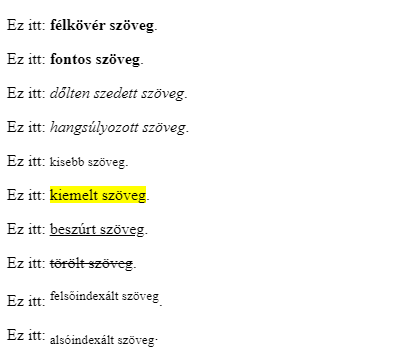 Ez itt: félkövér szöveg.
Ez itt: fontos szöveg.
Ez itt: dőlten szedett szöveg.
Ez itt: hangsúlyozott szöveg.
Ez itt: kisebb szöveg.
Ez itt: kiemelt szöveg.
Ez itt: beszúrt szöveg.
Ez itt: törölt szöveg.
Ez itt: felsőindexált szöveg.
Ez itt: alsóindexált szöveg.